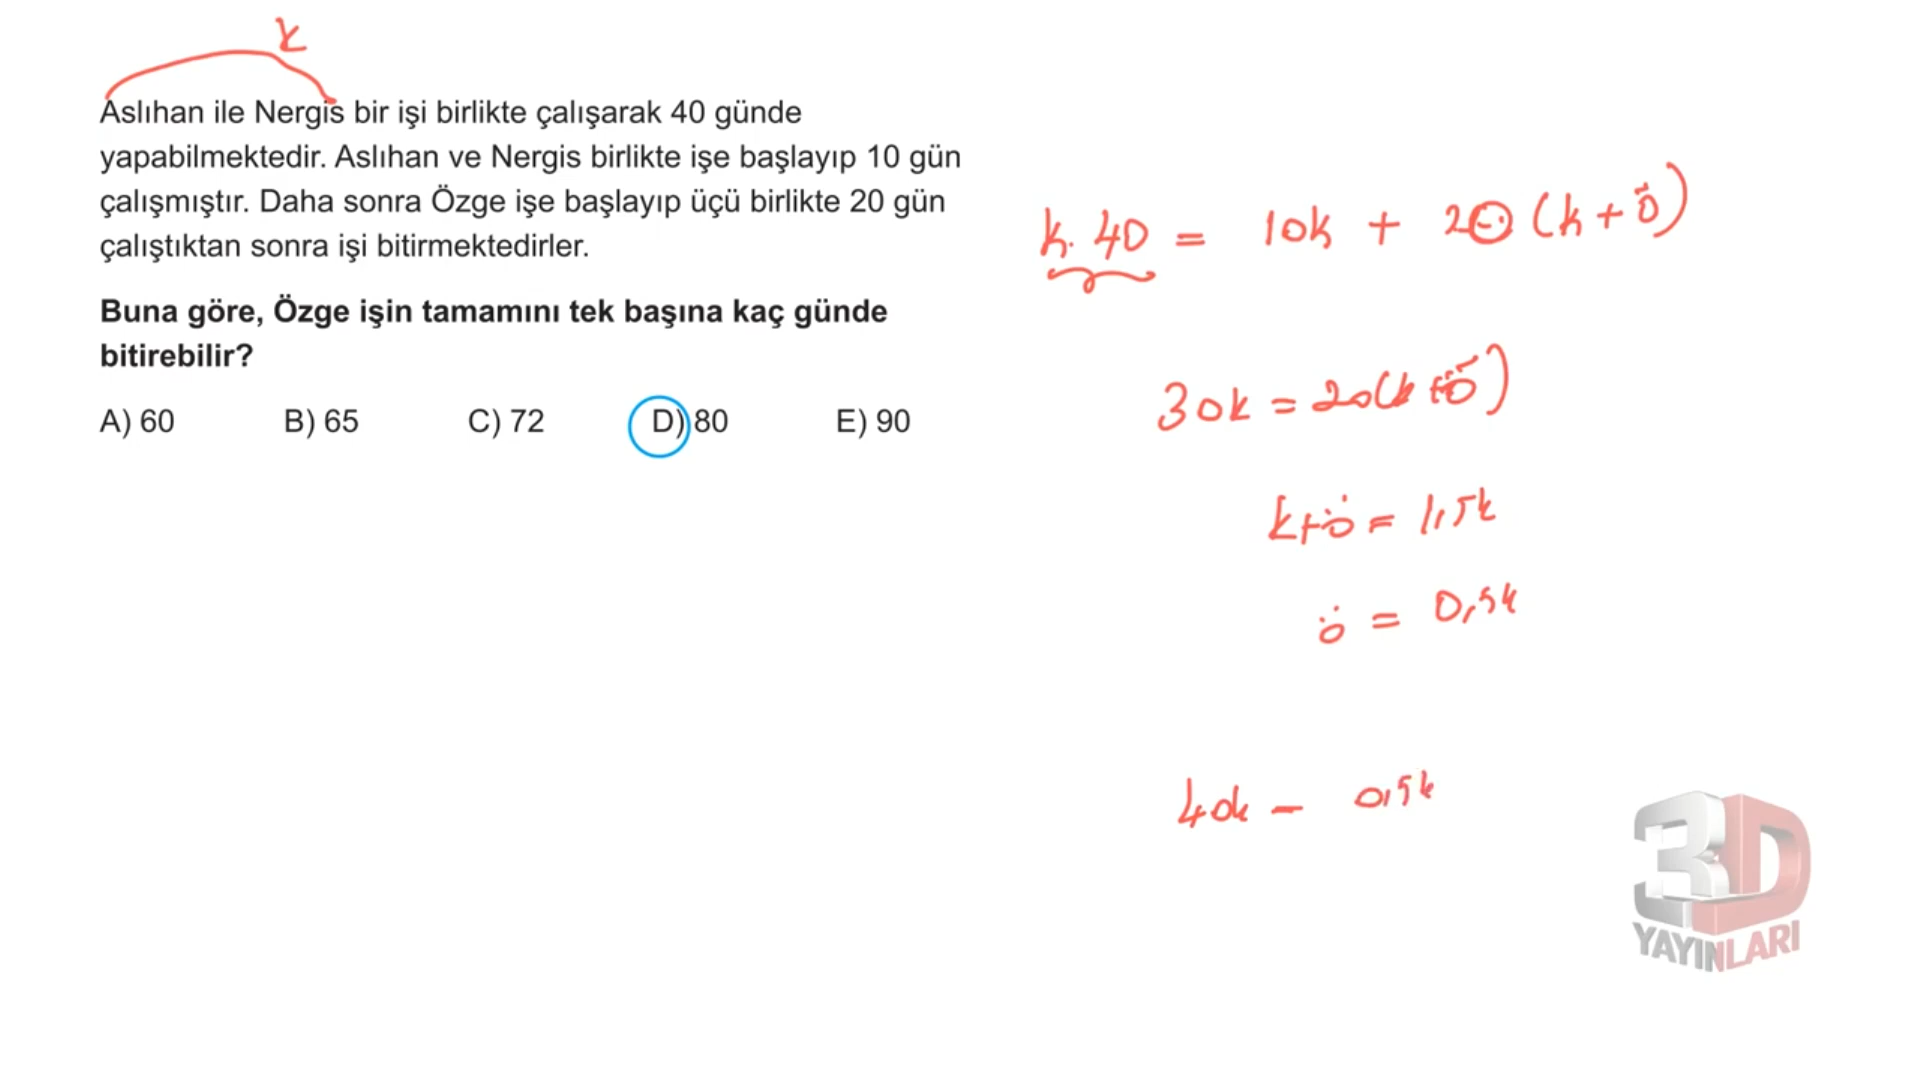 k
Aslıhan ile Nergis bir işi birlikte çalışarak 40 günde
yapabilmektedir. Aslıhan ve Nergis birlikte işe başlayıp 10 gün
çalışmıştır. Daha sonra Özge işe başlayıp üçü birlikte 20 gün
çalıştıktan sonra işi bitirmektedirler.
Buna göre, Özge işin tamamını tek başına kaç günde
bitirebilir?
A) 60 B) 65 C) 72 D) 80 E) 90
k. 40 = 10k + 20 (k + ö)
30k = 20(k+ö)
k+ö = 1,5k
ö = 0,5k
40k - 0,5k
3D
YAYINLARI